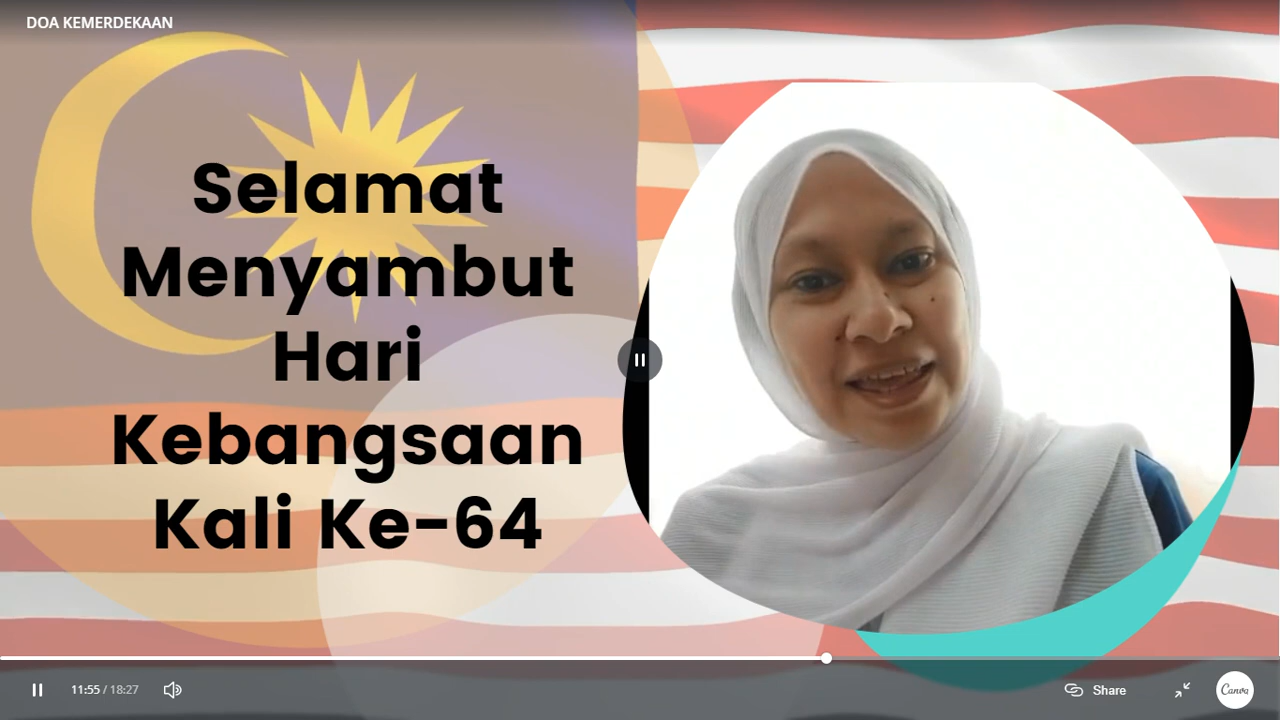 DOA KEMERDEKAAN
Selamat
Menyambut
Hari
Kebangsaan
Kali Ke-64
11:55 / 18:27
Share
Canva